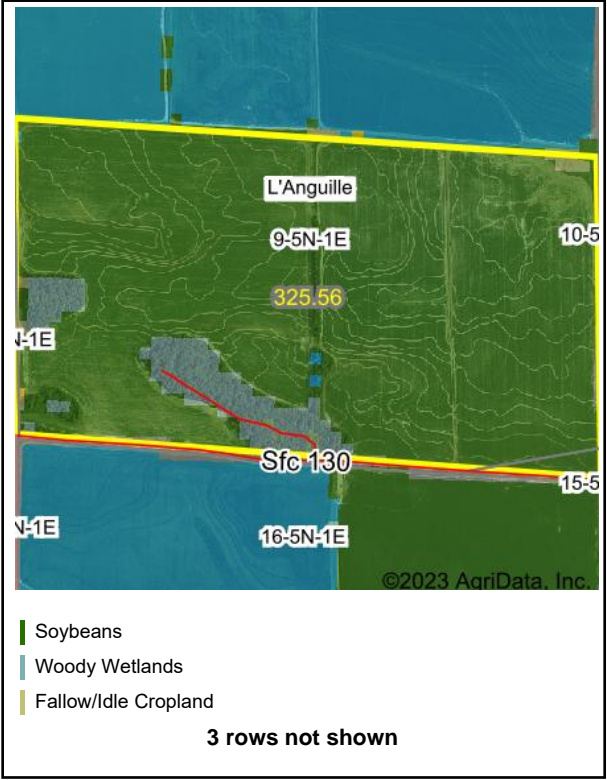 L'Anguille
9-5N-1E
10-5
325.56
N-1E
Sfc 130
15-5
N-1E
16-5N-1E
©2023 AgriData, Inc.
Soybeans
Woody Wetlands
Fallow/Idle Cropland
3 rows not shown